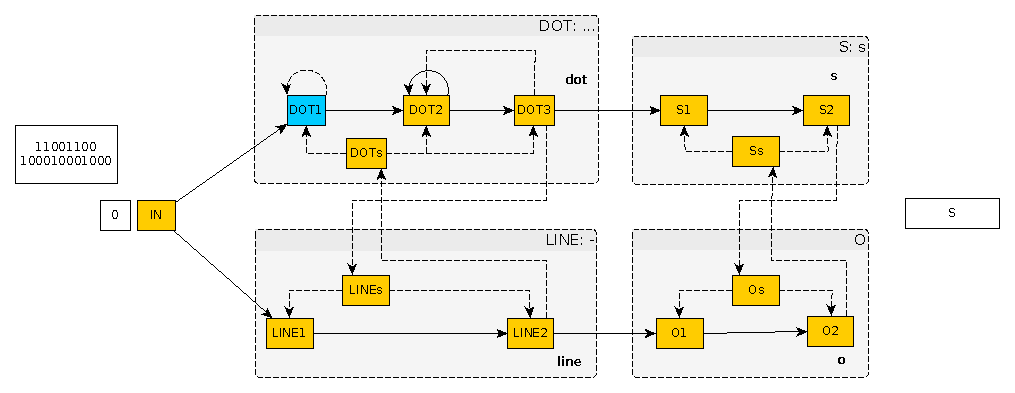 DOT: ...
S: s
dot
s
DOT1
DOT2
DOT3
S1
S2
11001100
100010001000
DOTs
Ss
0
IN
S
LINE: -
O
LINEs
Os
LINE1
LINE2
O1
O2
line
o